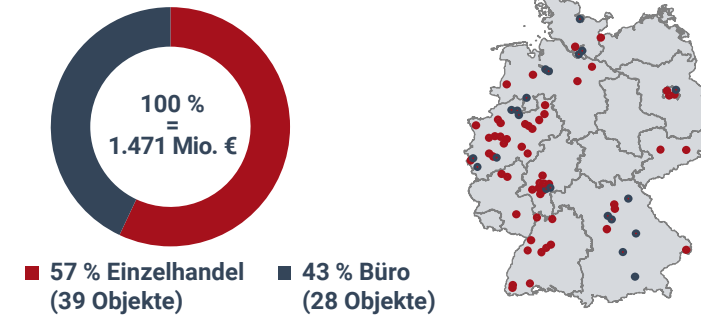 100 %
=
1.471 Mio. €
57 % Einzelhandel
(39 Objekte)
43 % Büro
(28 Objekte)